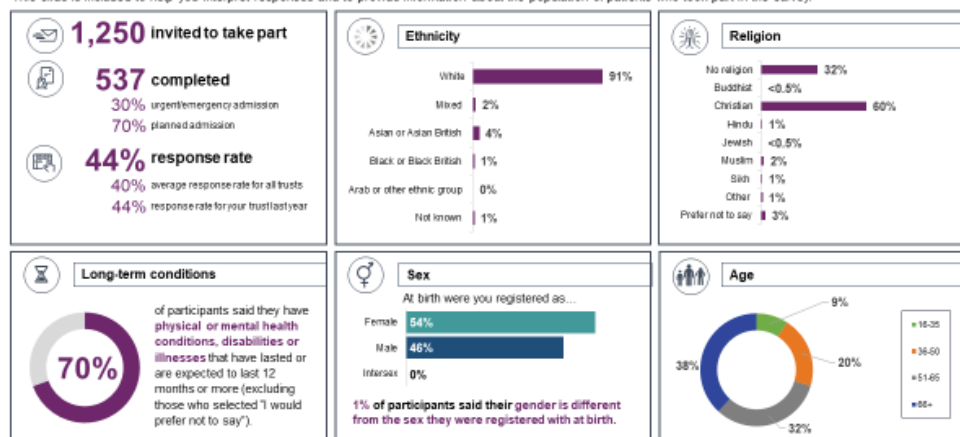 1,250 invited to take part
537 completed
30% urgent/emergency admission
70% planned admission
44% response rate
40% average response rate for all trusts
44% response rate for your trust last year
Ethnicity
White 91%
Mixed 2%
Asian or Asian British 4%
Black or Black British 1%
Arab or other ethnic group 0%
Not known 1%
Religion
No religion 32%
Buddhist <0.5%
Christian 60%
Hindu 1%
Jewish <0.5%
Muslim 2%
Sikh 1%
Other 1%
Prefer not to say 3%
Long-term conditions
70%
of participants said they have
physical or mental health
conditions, disabilities or
illnesses that have lasted or
are expected to last 12
months or more (excluding
those who selected "I would
prefer not to say").
Sex
At birth were you registered as...
Female 54%
Male 46%
Intersex 0%
1% of participants said their gender is different
from the sex they were registered with at birth.
Age
9%
20%
32%
38%
16-35
36-50
51-65
66+